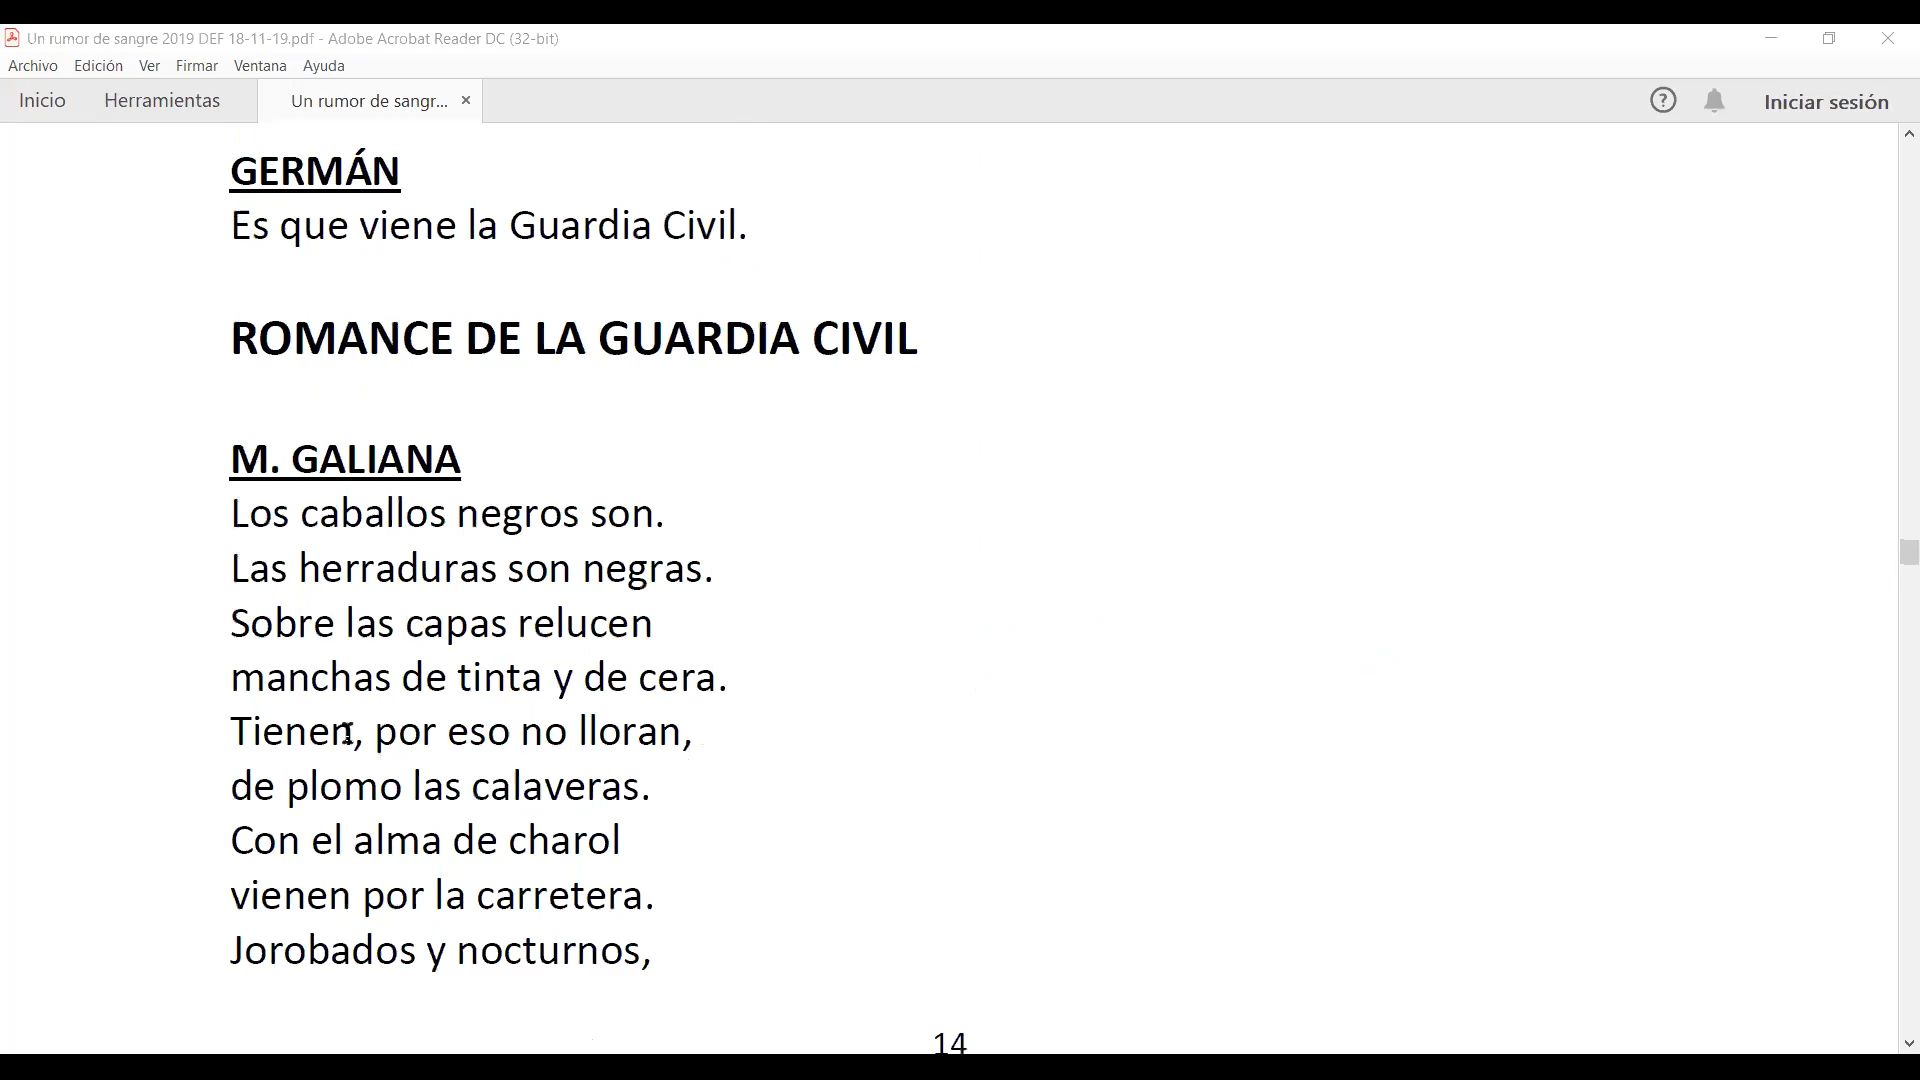 Un rumor de sangre 2019 DEF 18-11-19.pdf - Adobe Acrobat Reader DC (32-bit)
Archivo Edición Ver Firmar Ventana Ayuda
Inicio Herramientas Un rumor de sangr... × ? Iniciar sesión
GERMÁN
Es que viene la Guardia Civil.
ROMANCE DE LA GUARDIA CIVIL
M. GALIANA
Los caballos negros son.
Las herraduras son negras.
Sobre las capas relucen
manchas de tinta y de cera.
Tienen, por eso no lloran,
de plomo las calaveras.
Con el alma de charol
vienen por la carretera.
Jorobados y nocturnos,
14